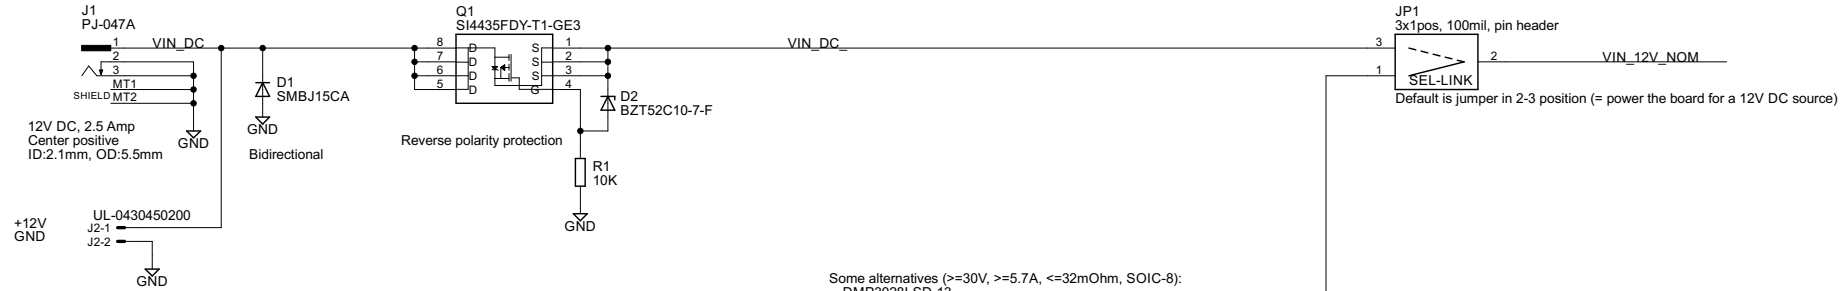 J1
PJ-047A
1
VIN_DC
2
3
MT1
SHIELD MT2
12V DC, 2.5 Amp
Center positive
ID:2.1mm, OD:5.5mm
GND
D1
SMBJ15CA
GND
Bidirectional
Q1
SI4435FDY-T1-GE3
8 D S 1
7 D S 2
6 D S 3
5 D G 4
Reverse polarity protection
D2
BZT52C10-7-F
R1
10K
GND
VIN_DC_
JP1
3x1pos, 100mil, pin header
3
2
1
SEL-LINK
VIN_12V_NOM
Default is jumper in 2-3 position (= power the board for a 12V DC source)
UL-0430450200
+12V J2-1
GND J2-2
GND
Some alternatives (>=30V, >=5.7A, <=32mOhm, SOIC-8):